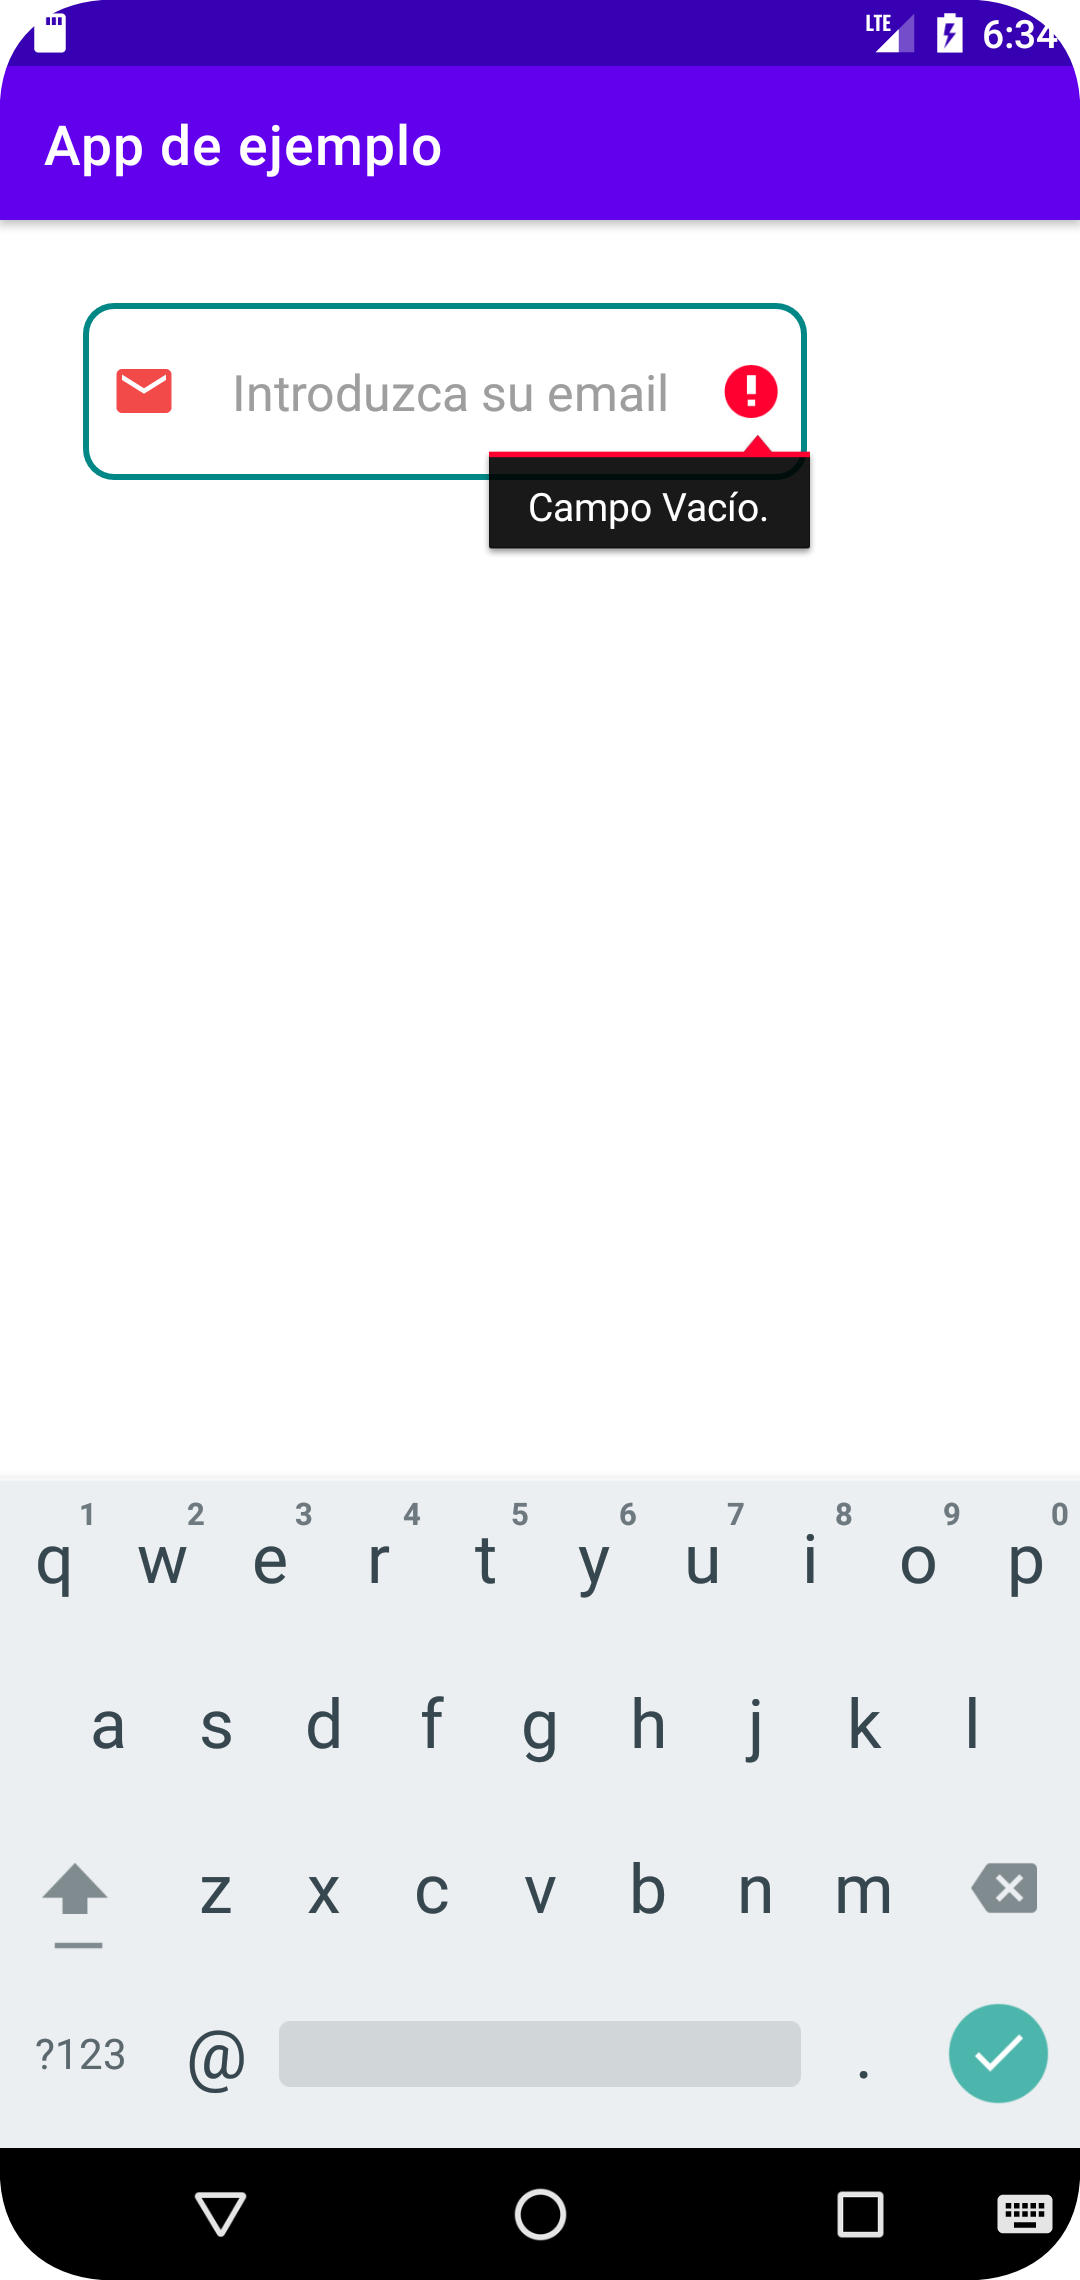 LTE 6:34
App de ejemplo
Introduzca su email
Campo Vacío.
1 2 3 4 5 6 7 8 9 0
q w e r t y u i o p
a s d f g h j k l
z x c v b n m
?123 @ .